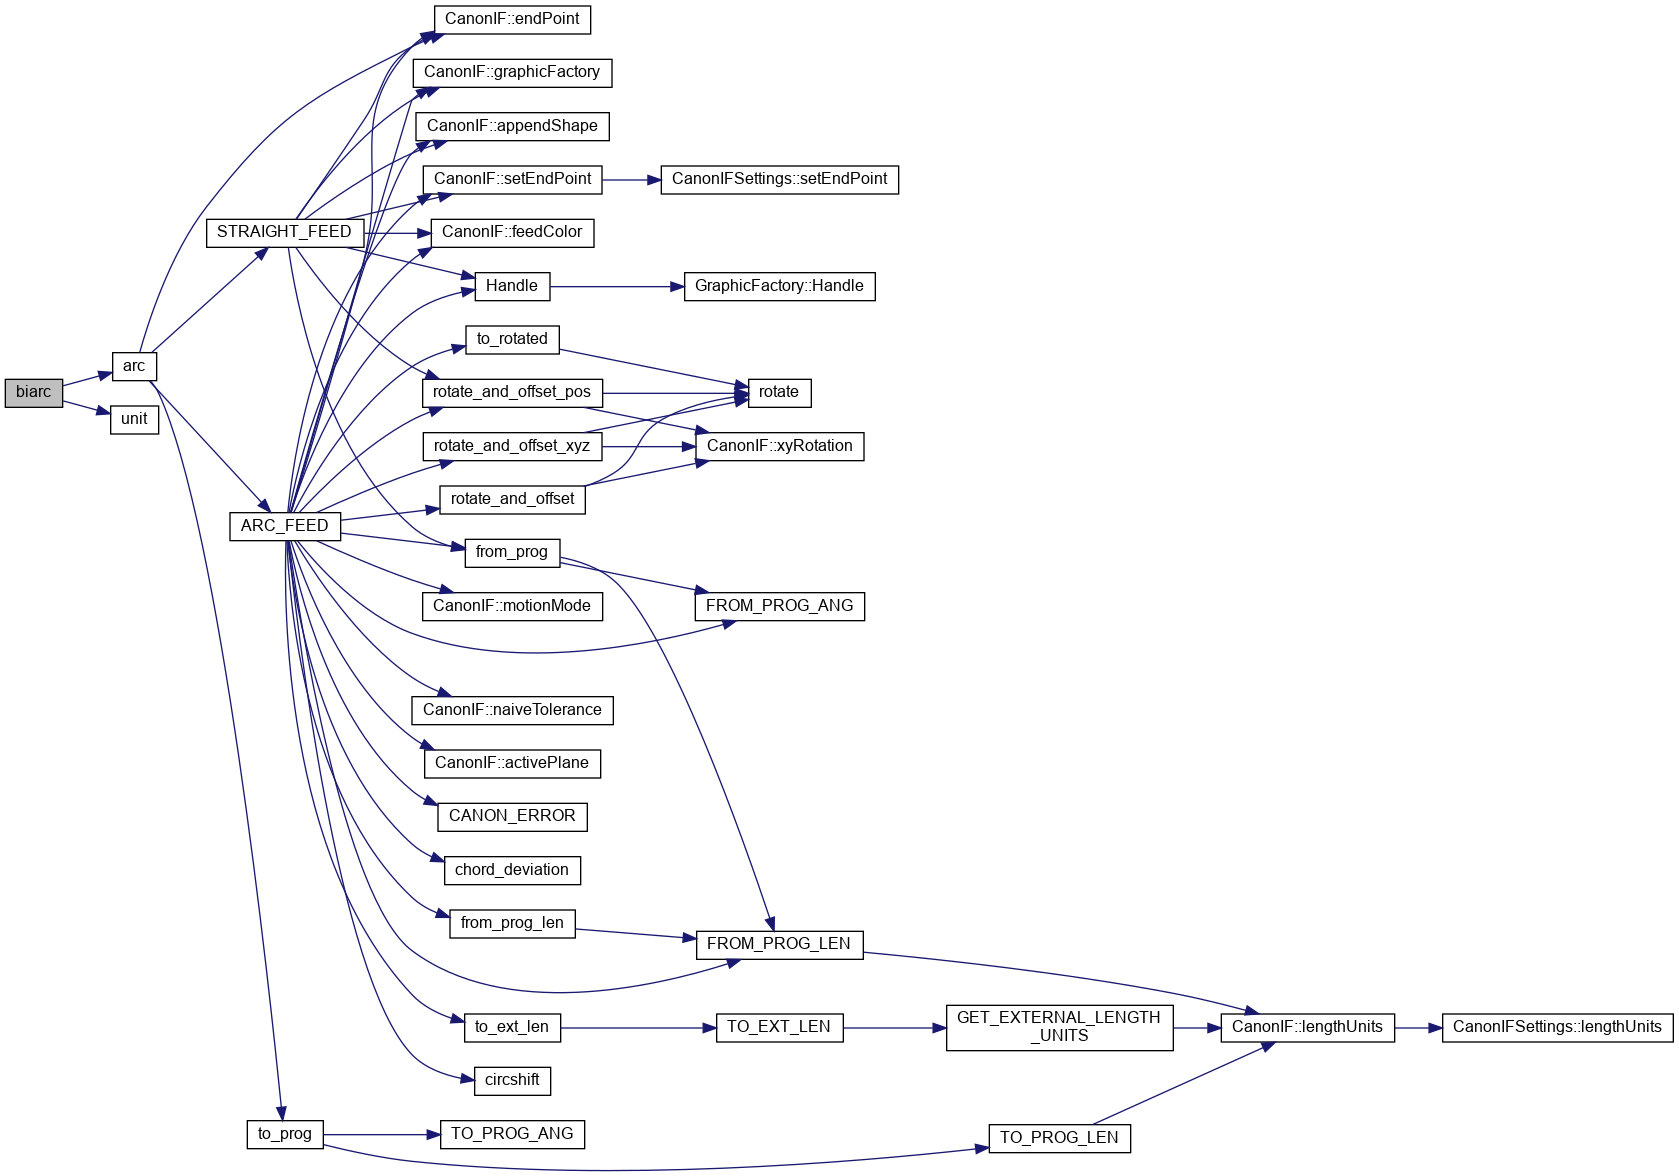 CanonIF::endPoint
CanonIF::graphicFactory
CanonIF::appendShape
CanonIF::setEndPoint
CanonIFSettings::setEndPoint
STRAIGHT_FEED
CanonIF::feedColor
Handle
GraphicFactory::Handle
to_rotated
arc
biarc
rotate_and_offset_pos
rotate
unit
rotate_and_offset_xyz
CanonIF::xyRotation
rotate_and_offset
ARC_FEED
from_prog
CanonIF::motionMode
FROM_PROG_ANG
CanonIF::naiveTolerance
CanonIF::activePlane
CANON_ERROR
chord_deviation
from_prog_len
FROM_PROG_LEN
to_ext_len
TO_EXT_LEN
GET_EXTERNAL_LENGTH
_UNITS
CanonIF::lengthUnits
CanonIFSettings::lengthUnits
circshift
to_prog
TO_PROG_ANG
TO_PROG_LEN